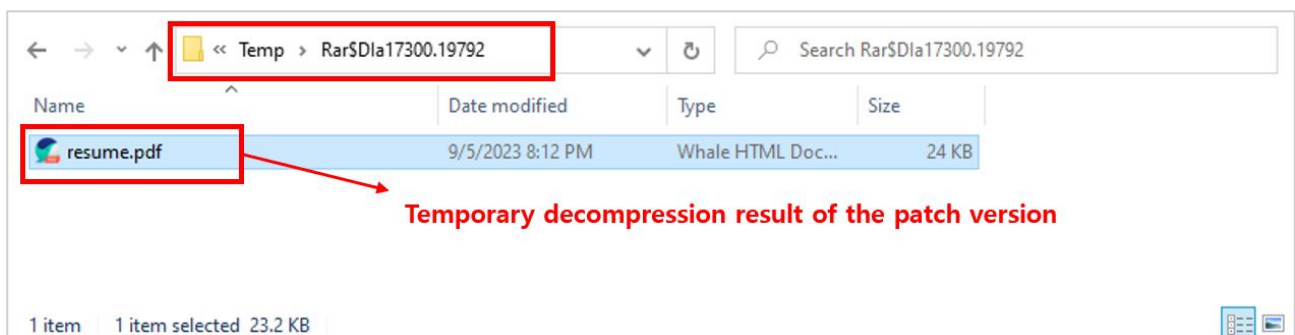 « Temp › Rar$DIa17300.19792
Search Rar$DIa17300.19792
Name Date modified Type Size
resume.pdf 9/5/2023 8:12 PM Whale HTML Doc... 24 KB
Temporary decompression result of the patch version
1 item 1 item selected 23.2 KB